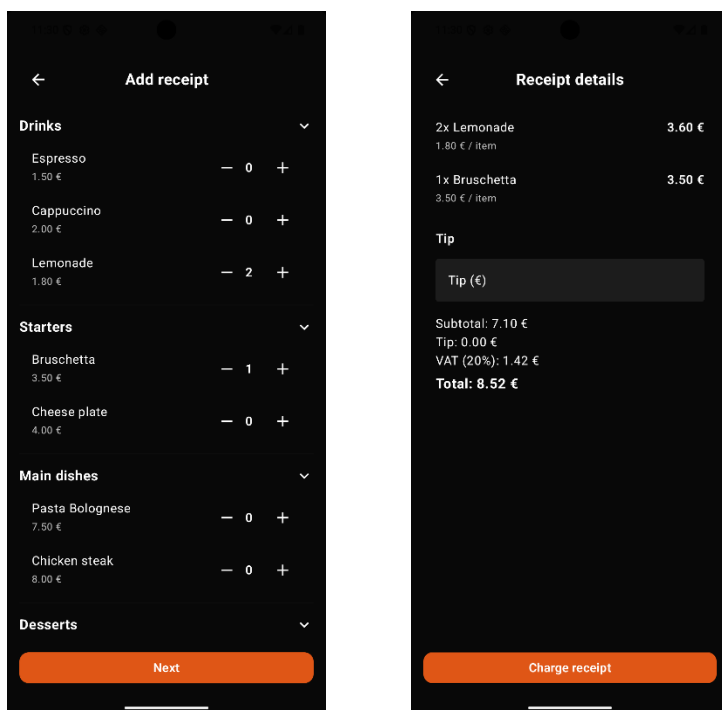 Add receipt
Drinks
Espresso
1.50 €
0
Cappuccino
2.00 €
0
Lemonade
1.80 €
2
Starters
Bruschetta
3.50 €
1
Cheese plate
4.00 €
0
Main dishes
Pasta Bolognese
7.50 €
0
Chicken steak
8.00 €
0
Desserts
Next
Receipt details
2x Lemonade 3.60 €
1.80 € / item
1x Bruschetta 3.50 €
3.50 € / item
Tip
Tip (€)
Subtotal: 7.10 €
Tip: 0.00 €
VAT (20%): 1.42 €
Total: 8.52 €
Charge receipt